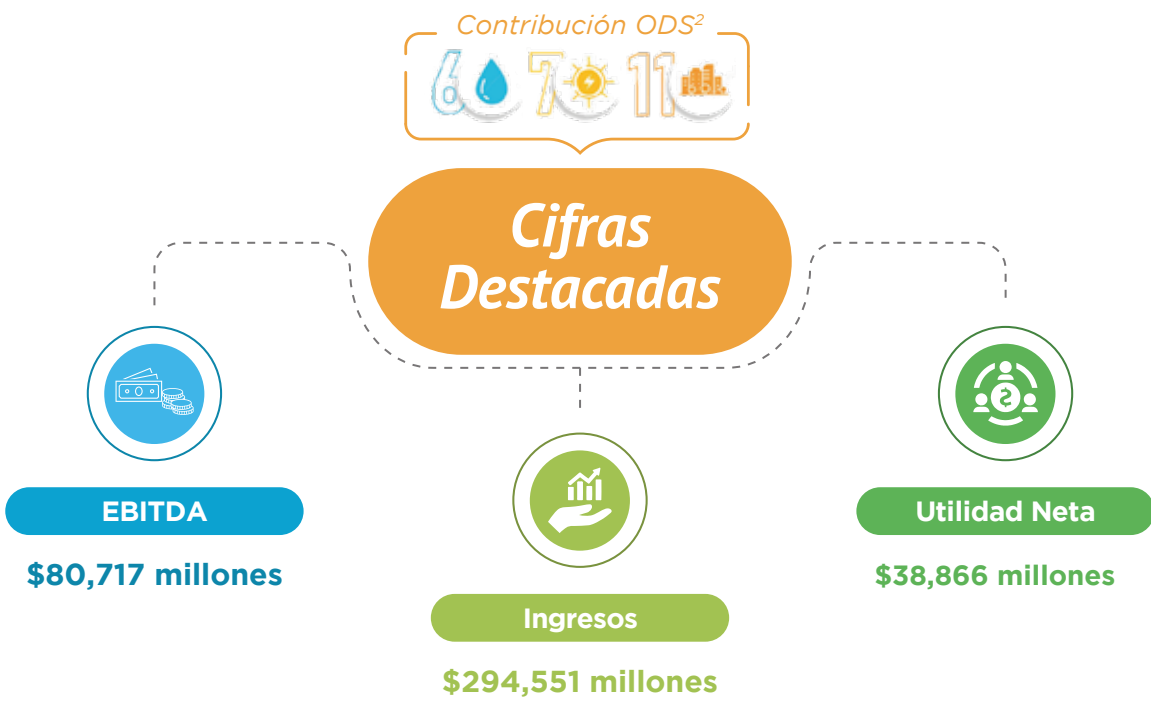 Contribución ODS²
6 7 11
Cifras
Destacadas
EBITDA
$80,717 millones
Ingresos
$294,551 millones
Utilidad Neta
$38,866 millones